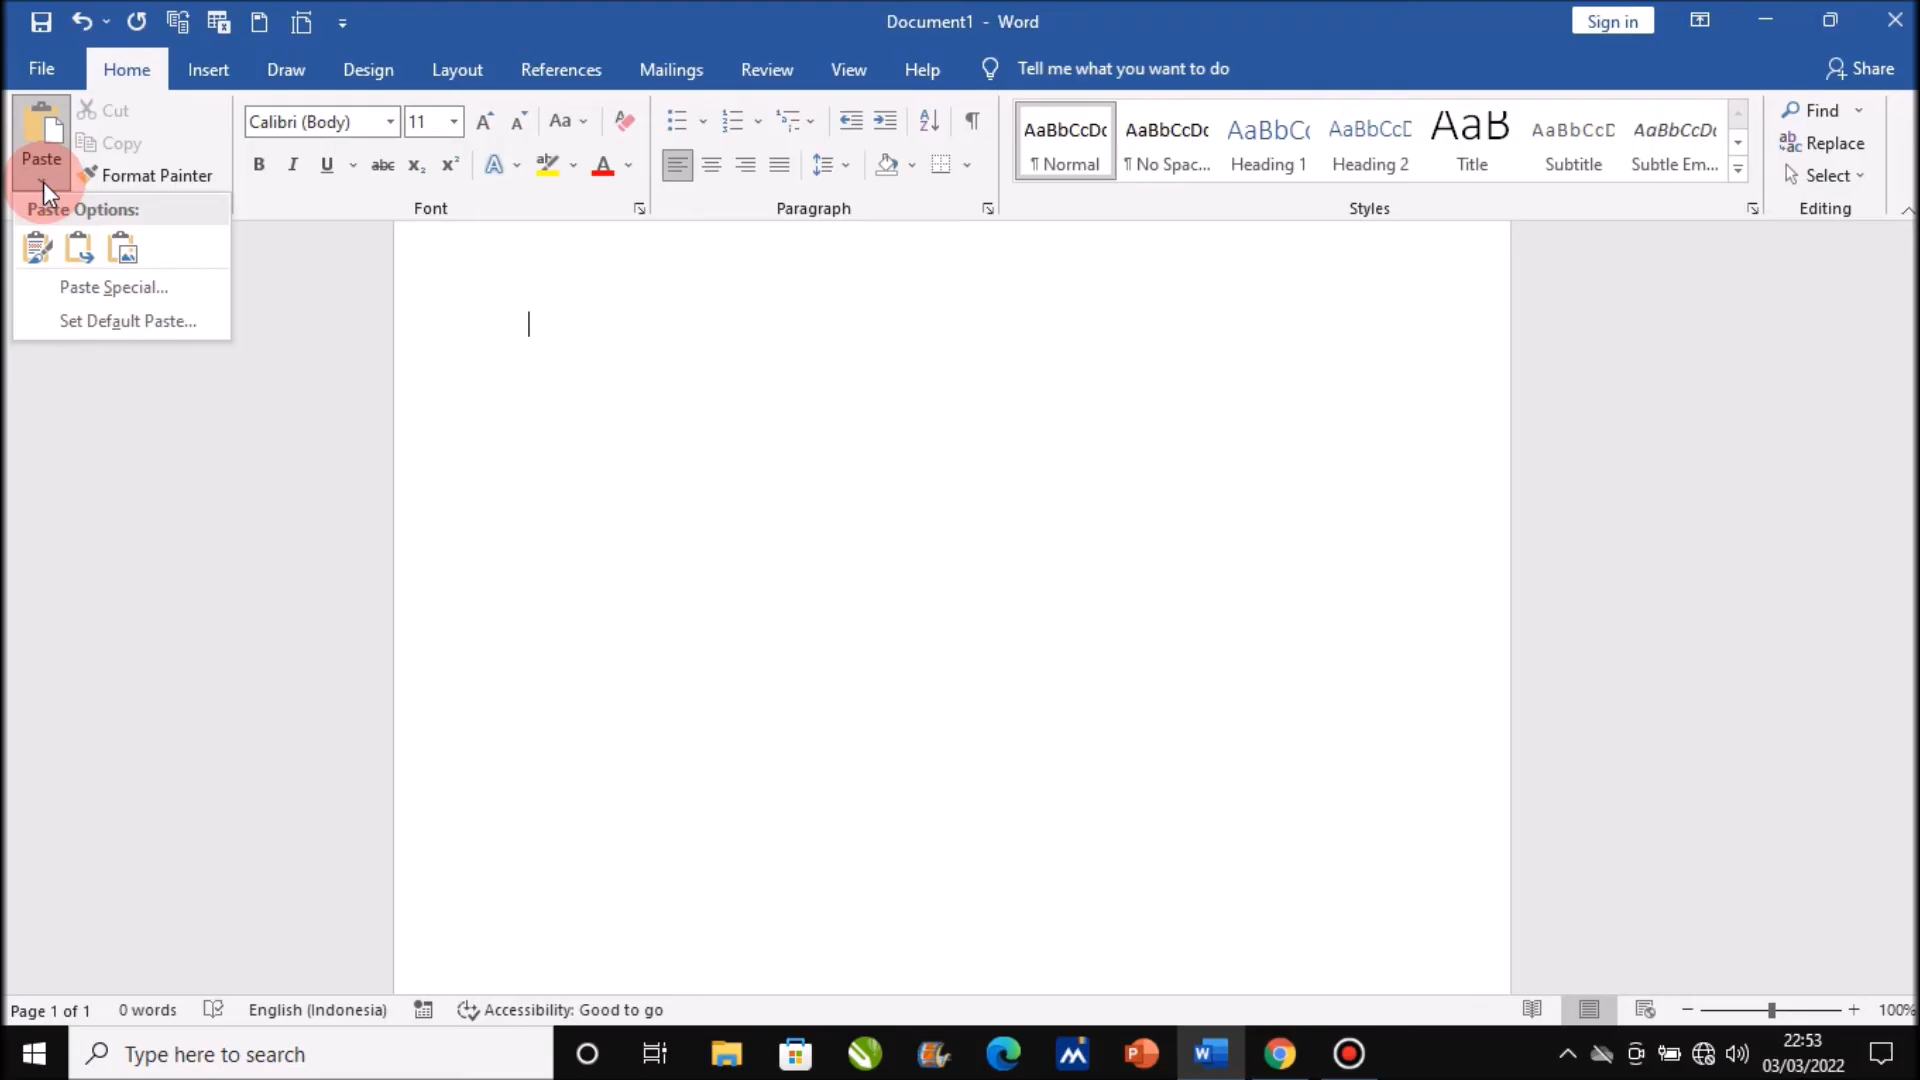 Document1 - Word
Sign in
File Home Insert Draw Design Layout References Mailings Review View Help Tell me what you want to do Share
Paste
Cut
Copy
Format Painter
Calibri (Body) 11
Font
Paragraph
AaBbCcDc AaBbCcDc AaBbCc AaBbCcD AaB AaBbCcD AaBbCcDc
¶ Normal ¶ No Spac... Heading 1 Heading 2 Title Subtitle Subtle Em...
Styles
Find
Replace
Select
Editing
Paste Options:
Paste Special...
Set Default Paste...
Page 1 of 1 0 words English (Indonesia) Accessibility: Good to go 100%
Type here to search
22:53
03/03/2022